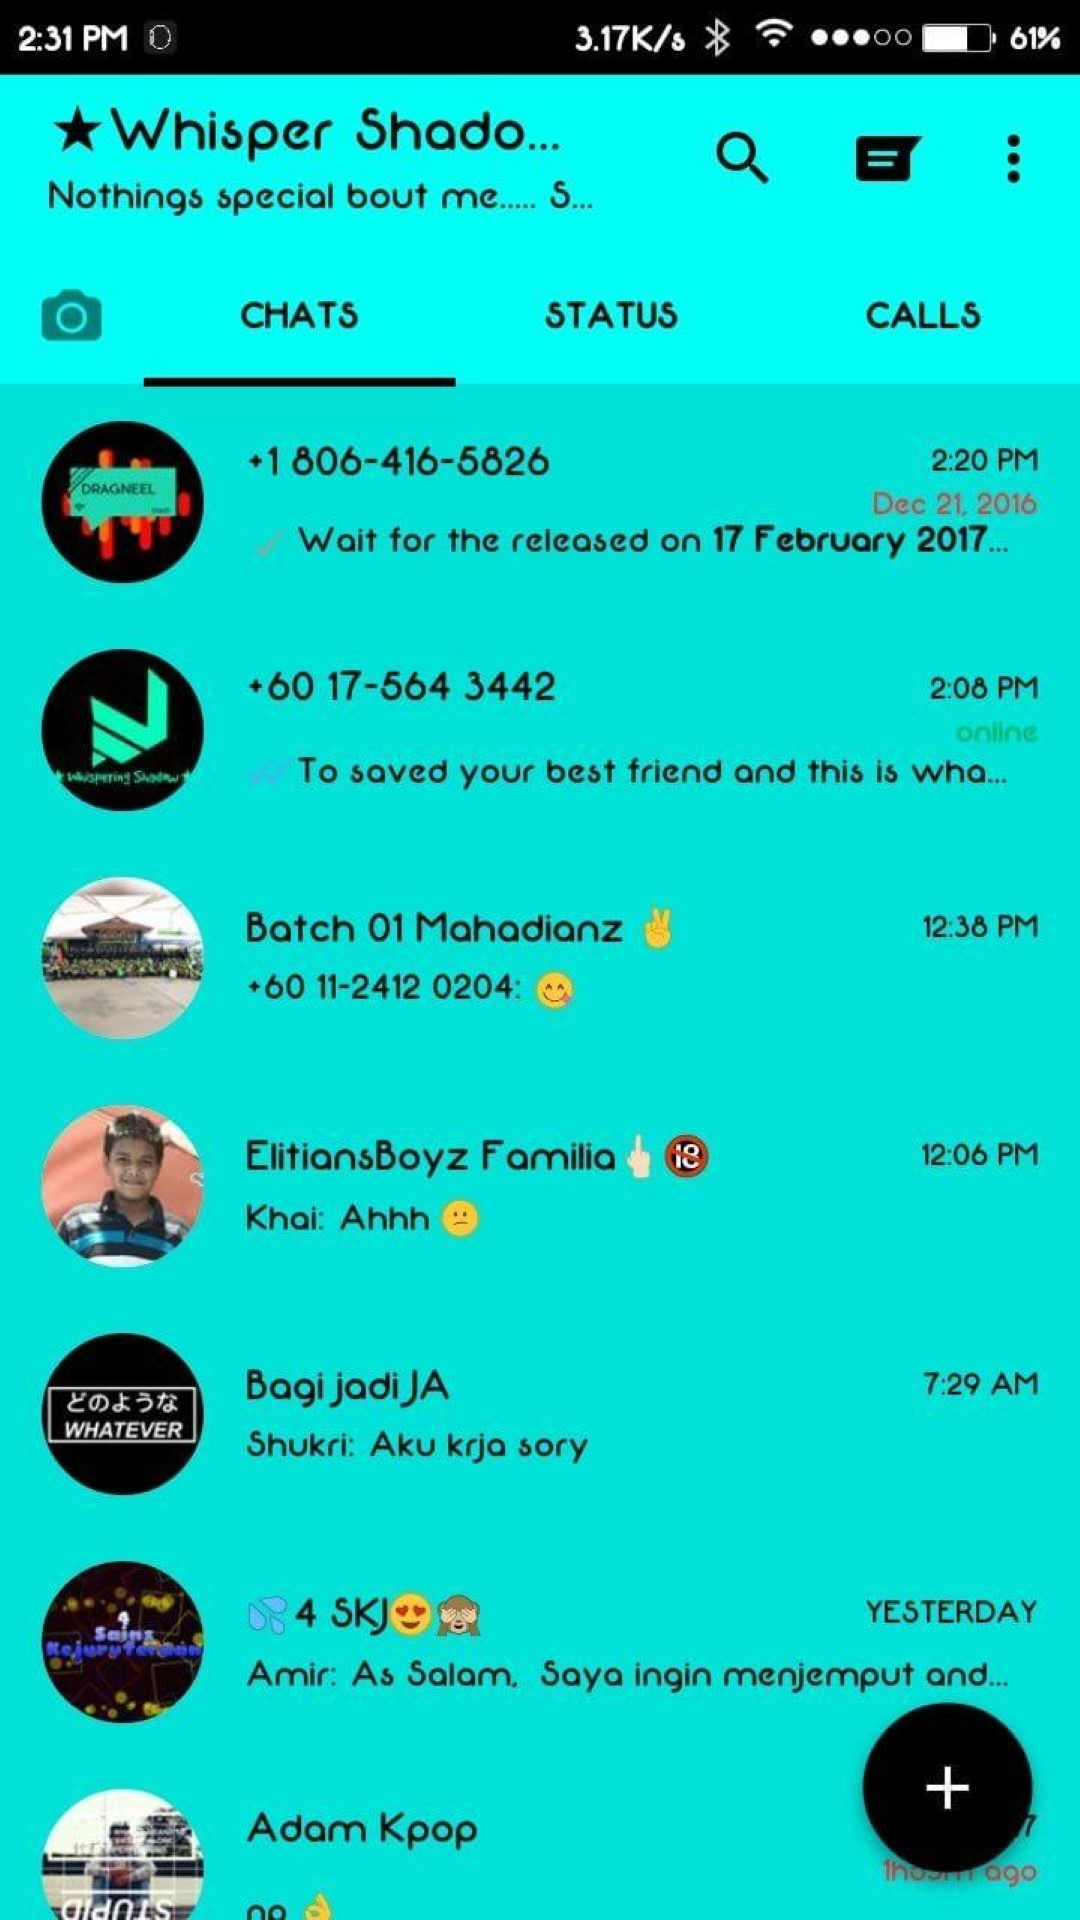 2:31 PM 3.17K/s 61%
★Whisper Shado...
Nothings special bout me..... S...
CHATS STATUS CALLS
DRAGNEEL
+1 806-416-5826 2:20 PM
Dec 21, 2016
Wait for the released on 17 February 2017...
+60 17-564 3442 2:08 PM
online
Whispering Shadow
To saved your best friend and this is wha...
Batch 01 Mahadianz ✌ 12:38 PM
+60 11-2412 0204: 😋
ElitiansBoyz Familia🖕🏻🔞 12:06 PM
Khai: Ahhh 😕
どのような
WHATEVER
Bagi jadi JA 7:29 AM
Shukri: Aku krja sory
4
Sains
Kejuruteraan
💦4 SKJ😍🙈 YESTERDAY
Amir: As Salam, Saya ingin menjemput and...
+
Adam Kpop
ago
STUPID